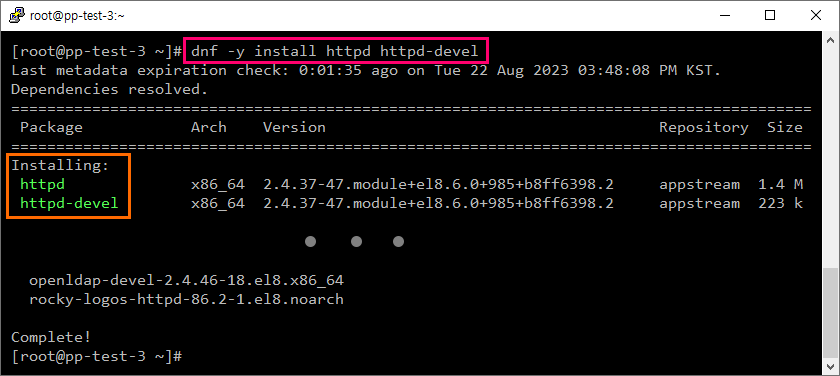 root@pp-test-3:~
[root@pp-test-3 ~]# dnf -y install httpd httpd-devel
Last metadata expiration check: 0:01:35 ago on Tue 22 Aug 2023 03:48:08 PM KST.
Dependencies resolved.
================================================================================
Package Arch Version Repository Size
================================================================================
Installing:
httpd x86_64 2.4.37-47.module+el8.6.0+985+b8ff6398.2 appstream 1.4 M
httpd-devel x86_64 2.4.37-47.module+el8.6.0+985+b8ff6398.2 appstream 223 k
● ● ●
openldap-devel-2.4.46-18.el8.x86_64
rocky-logos-httpd-86.2-1.el8.noarch
Complete!
[root@pp-test-3 ~]#